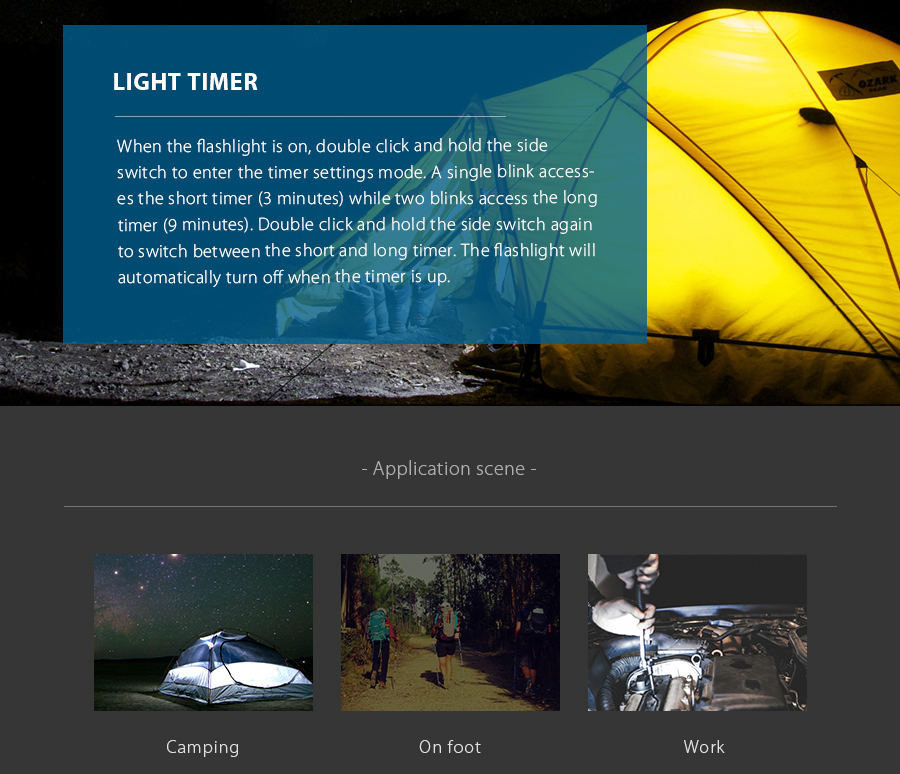 LIGHT TIMER
OZARK
GEAR
When the flashlight is on, double click and hold the side
switch to enter the timer settings mode. A single blink access-
es the short timer (3 minutes) while two blinks access the long
timer (9 minutes). Double click and hold the side switch again
to switch between the short and long timer. The flashlight will
automatically turn off when the timer is up.
- Application scene -
Camping
On foot
Work